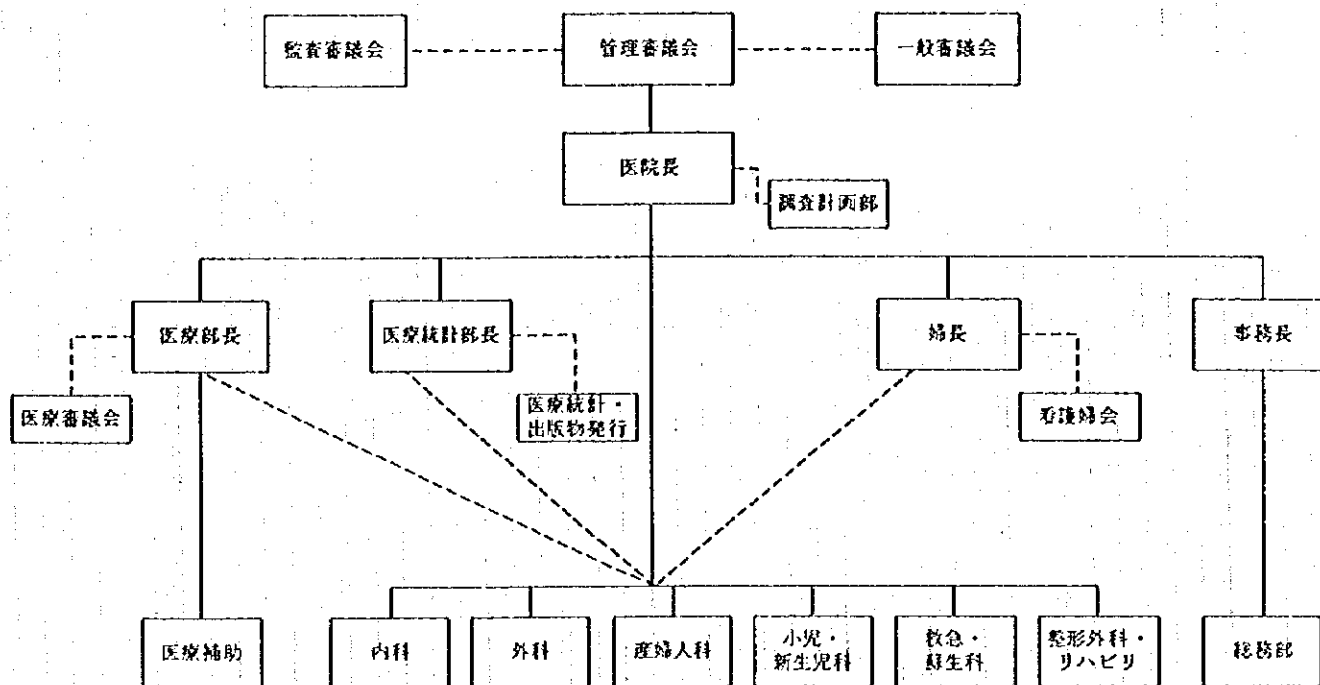 監査審議会
管理審議会
一般審議会
医院長
調査計画部
医療部長
医療統計部長
婦長
事務長
医療審議会
医療統計・
出版物発行
看護婦会
医療補助
内科
外科
産婦人科
小児・
新生児科
救急・
蘇生科
整形外科・
リハビリ
総務部